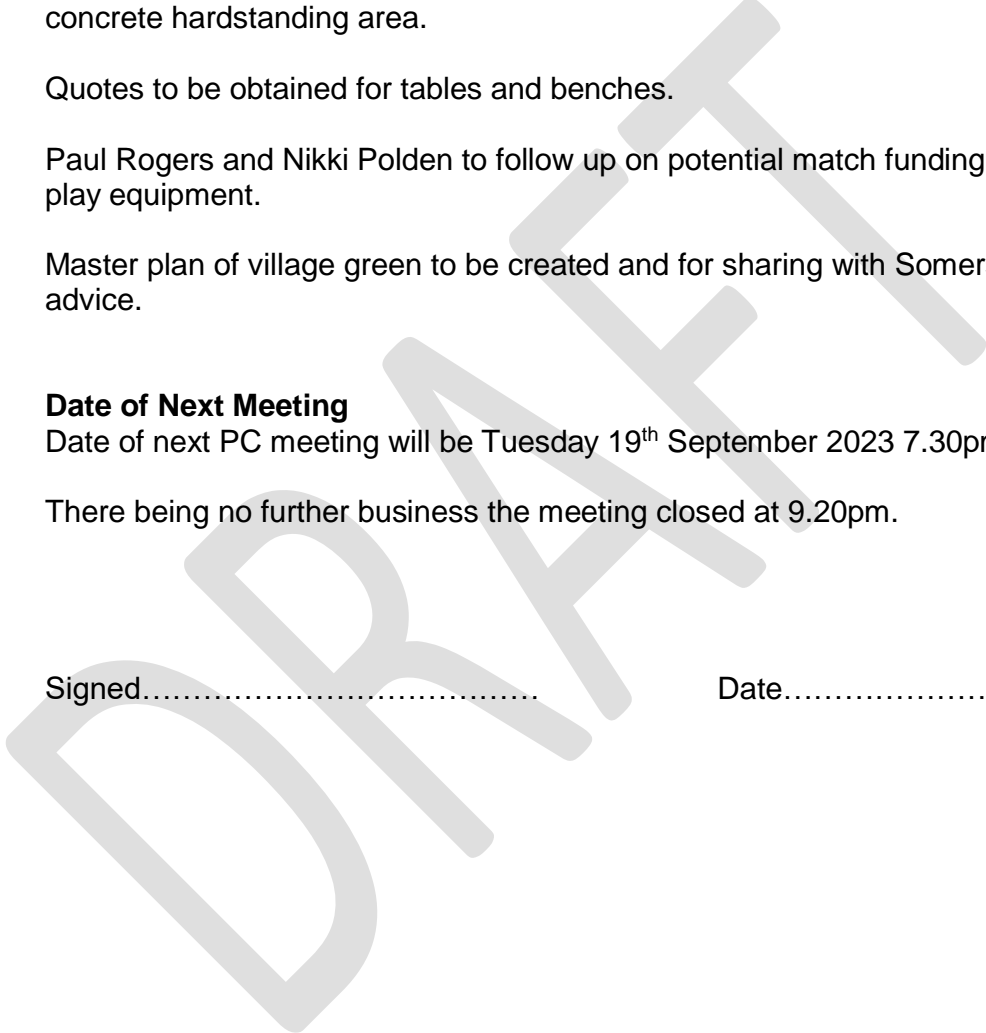 concrete hardstanding area.
Quotes to be obtained for tables and benches.
Paul Rogers and Nikki Polden to follow up on potential match funding
play equipment.
Master plan of village green to be created and for sharing with Somer
advice.
Date of Next Meeting
Date of next PC meeting will be Tuesday 19th September 2023 7.30p
There being no further business the meeting closed at 9.20pm.
Signed……………………………………. Date…………………
DRAFT